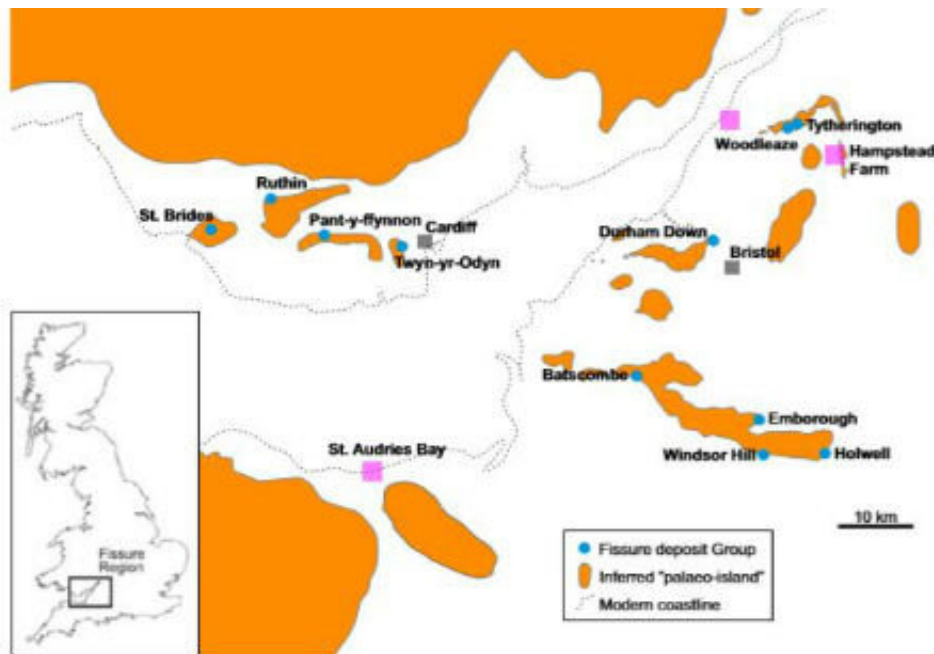 Tytherington
Woodleaze
Hampstead
Farm
Ruthin
St. Brides
Pant-y-ffynnon
Cardiff
Durham Down
Twyn-yr-Odyn
Bristol
Batscombe
Emborough
St. Audries Bay
Windsor Hill
Holwell
10 km
Fissure
Region
Fissure deposit Group
Inferred "palaeo-island"
Modern coastline